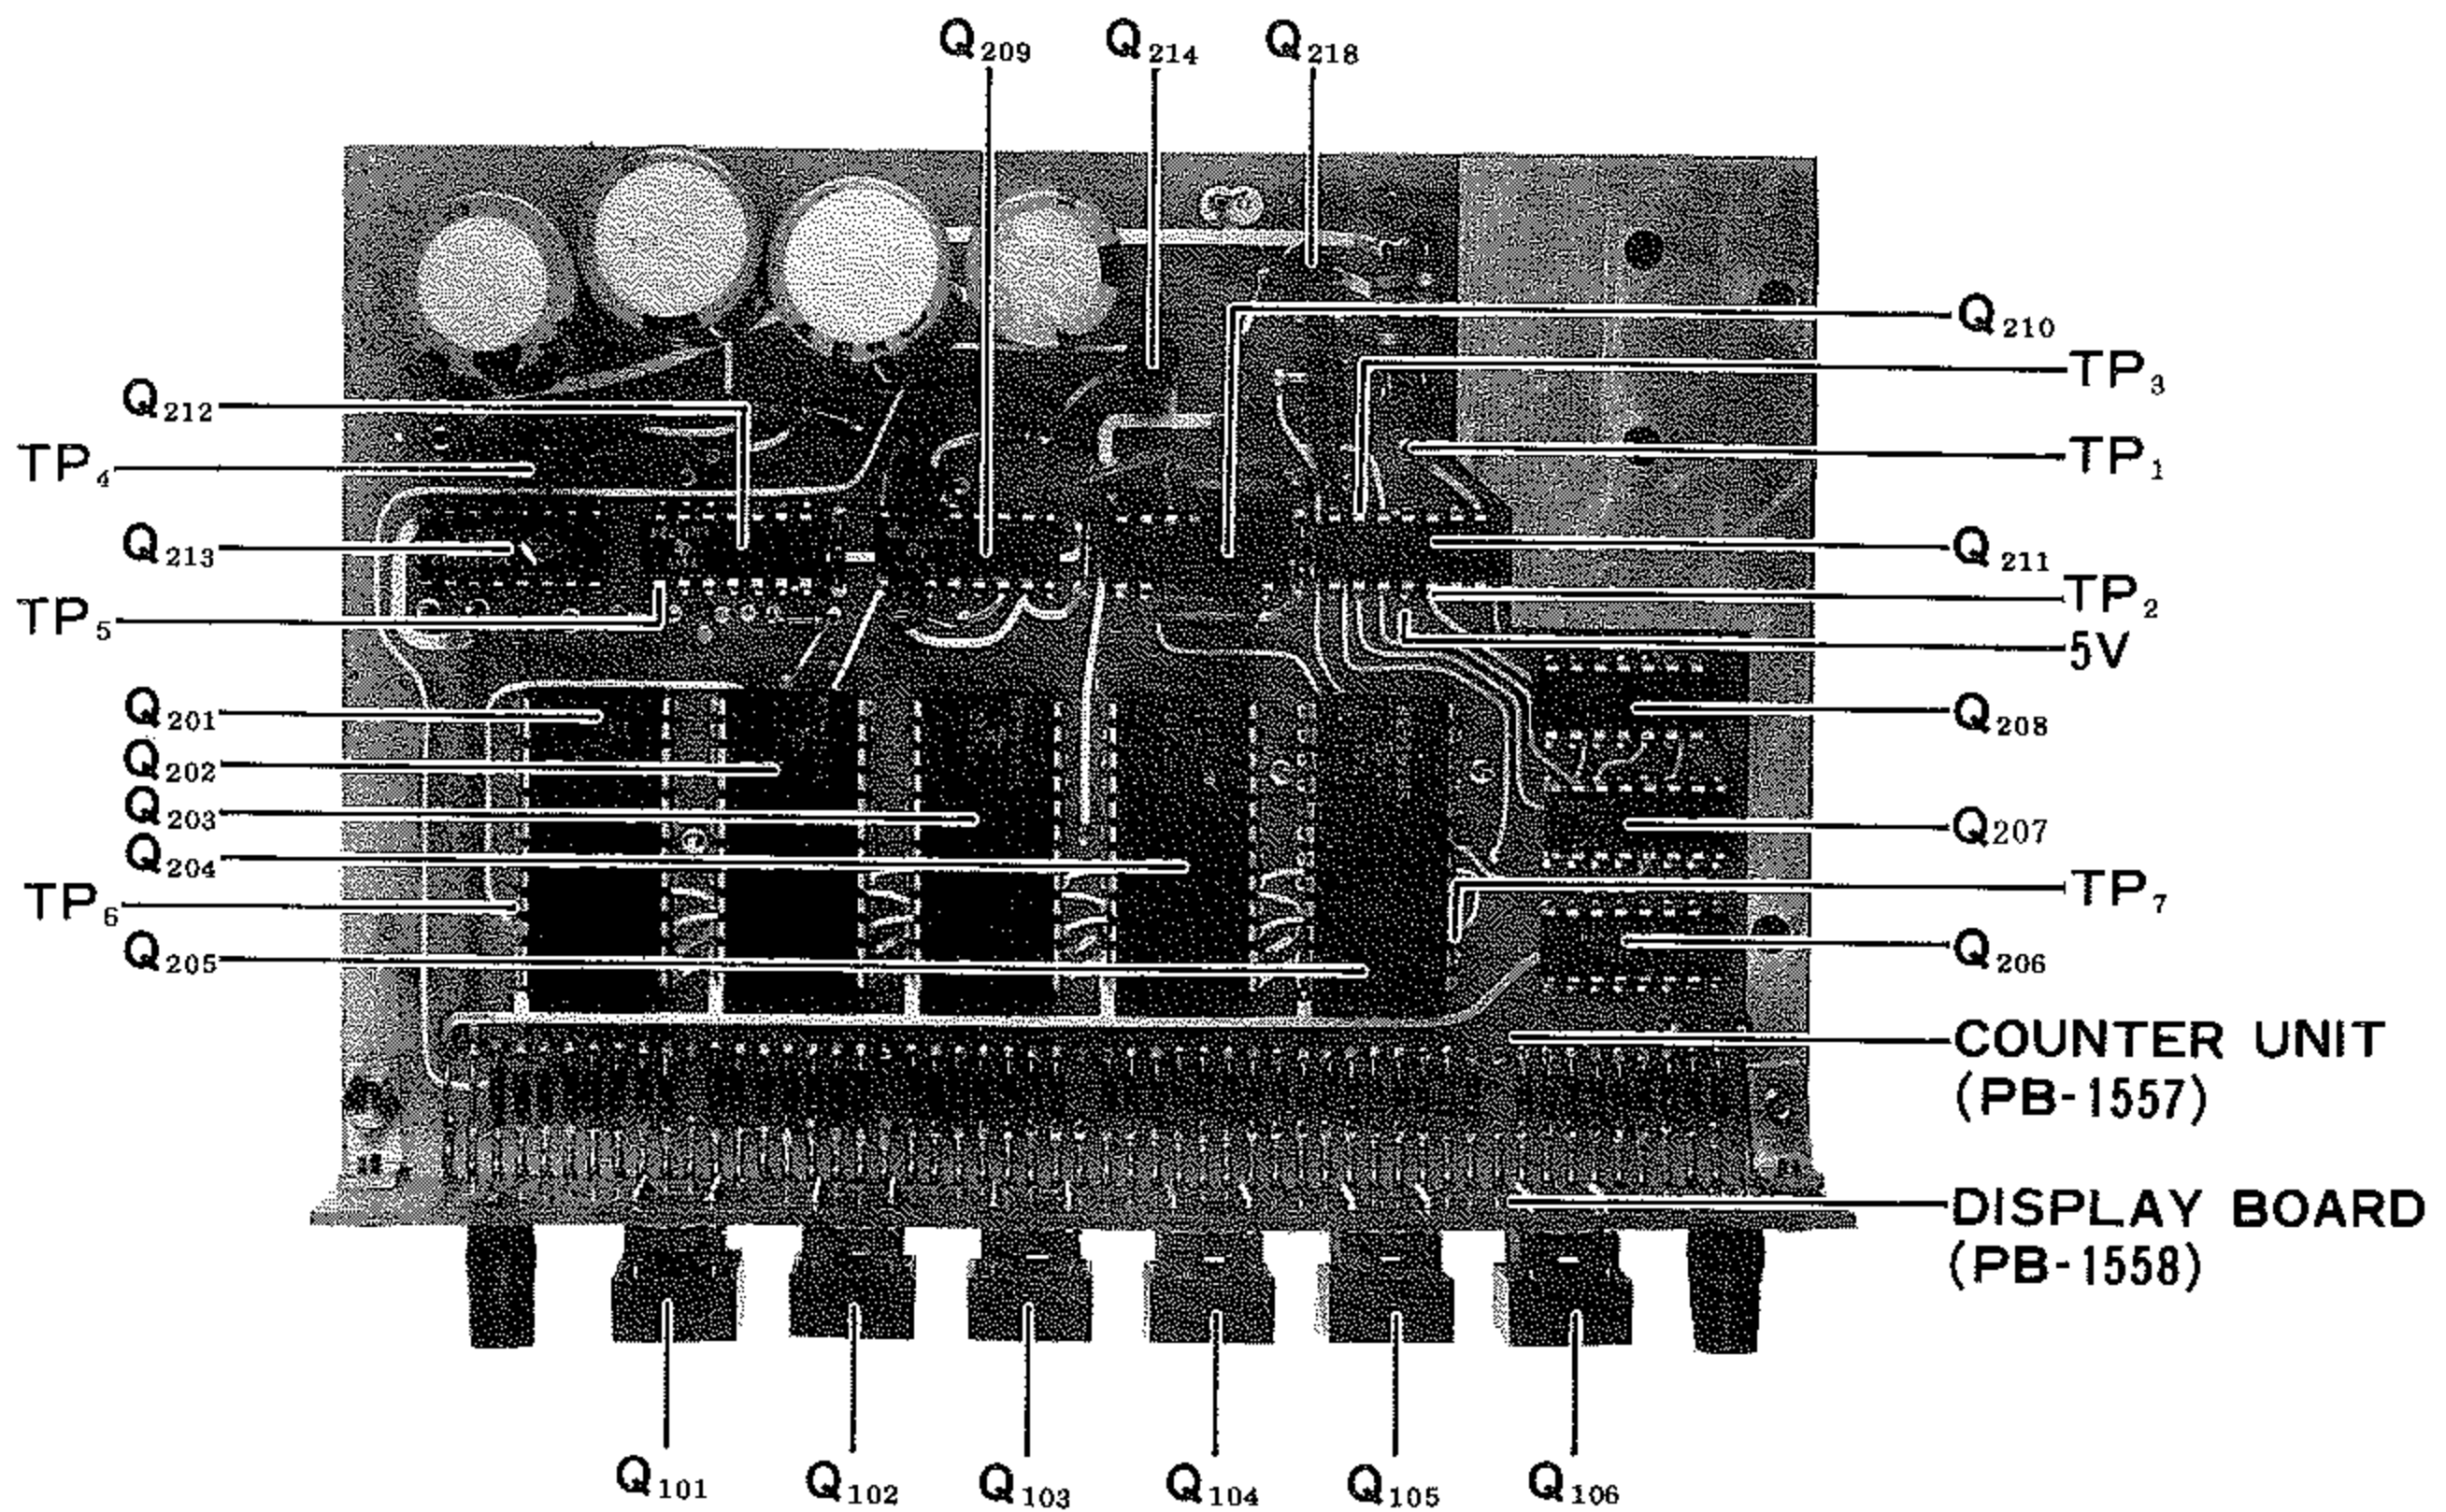 Q209 Q214 Q218
Q210
TP3
Q212
TP4
TP1
Q213
Q211
TP5
TP2
5V
Q201
Q208
Q202
Q203
Q207
Q204
TP6
TP7
Q205
Q206
COUNTER UNIT
(PB-1557)
DISPLAY BOARD
(PB-1558)
Q101 Q102 Q103 Q104 Q105 Q106